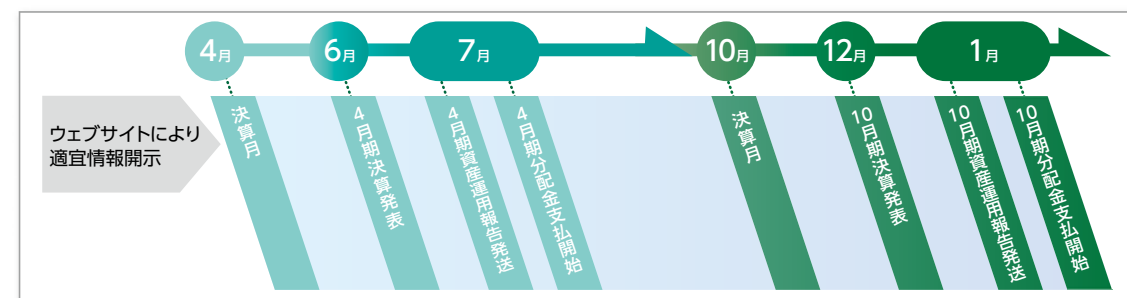 4月
6月
7月
10月
12月
1月
ウェブサイトにより
適宜情報開示
決算月
4月期決算発表
4月期資産運用報告発送
4月期分配金支払開始
決算月
10月期決算発表
10月期資産運用報告発送
10月期分配金支払開始